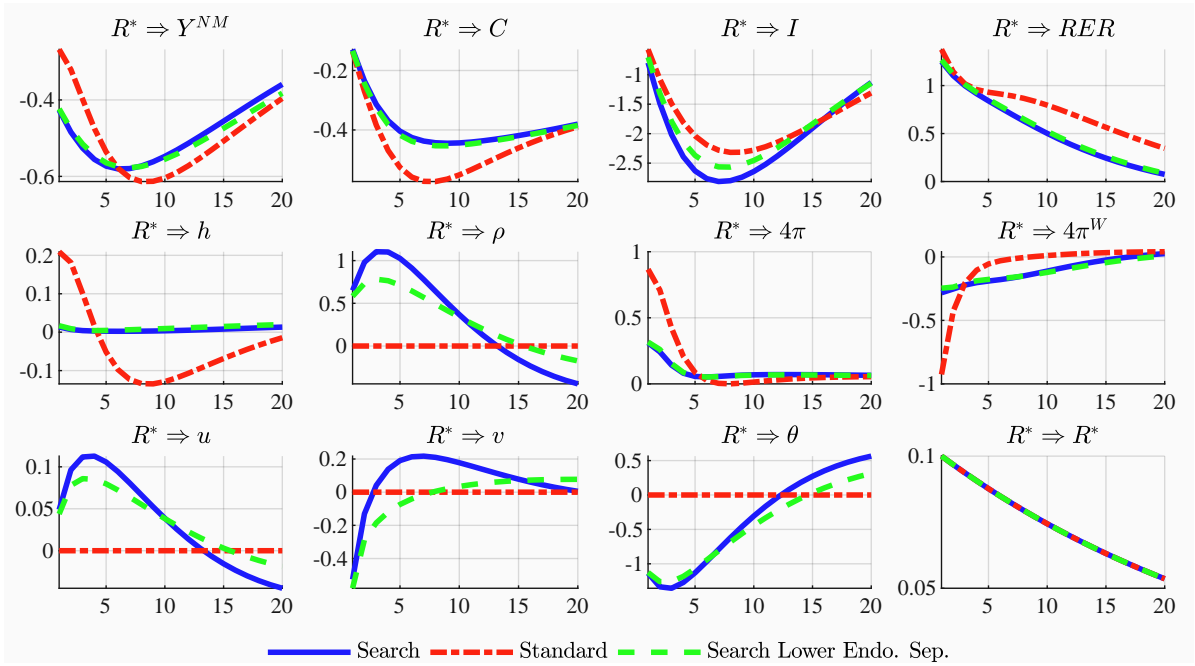 R* ⇒ Y^{NM} R* ⇒ C R* ⇒ I R* ⇒ RER
-0.4 -0.6 5 10 15 20
-0.2 -0.4 5 10 15 20
-1 -1.5 -2 -2.5 5 10 15 20
1 0.5 0 5 10 15 20
R* ⇒ h R* ⇒ ρ R* ⇒ 4π R* ⇒ 4π^W
0.2 0.1 0 -0.1 5 10 15 20
1 0.5 0 5 10 15 20
1 0.5 0 5 10 15 20
0 -0.5 -1 5 10 15 20
R* ⇒ u R* ⇒ v R* ⇒ θ R* ⇒ R*
0.1 0.05 0 5 10 15 20
0.2 0 -0.2 -0.4 5 10 15 20
0.5 0 -0.5 -1 5 10 15 20
0.1 0.05 5 10 15 20
Search Standard Search Lower Endo. Sep.